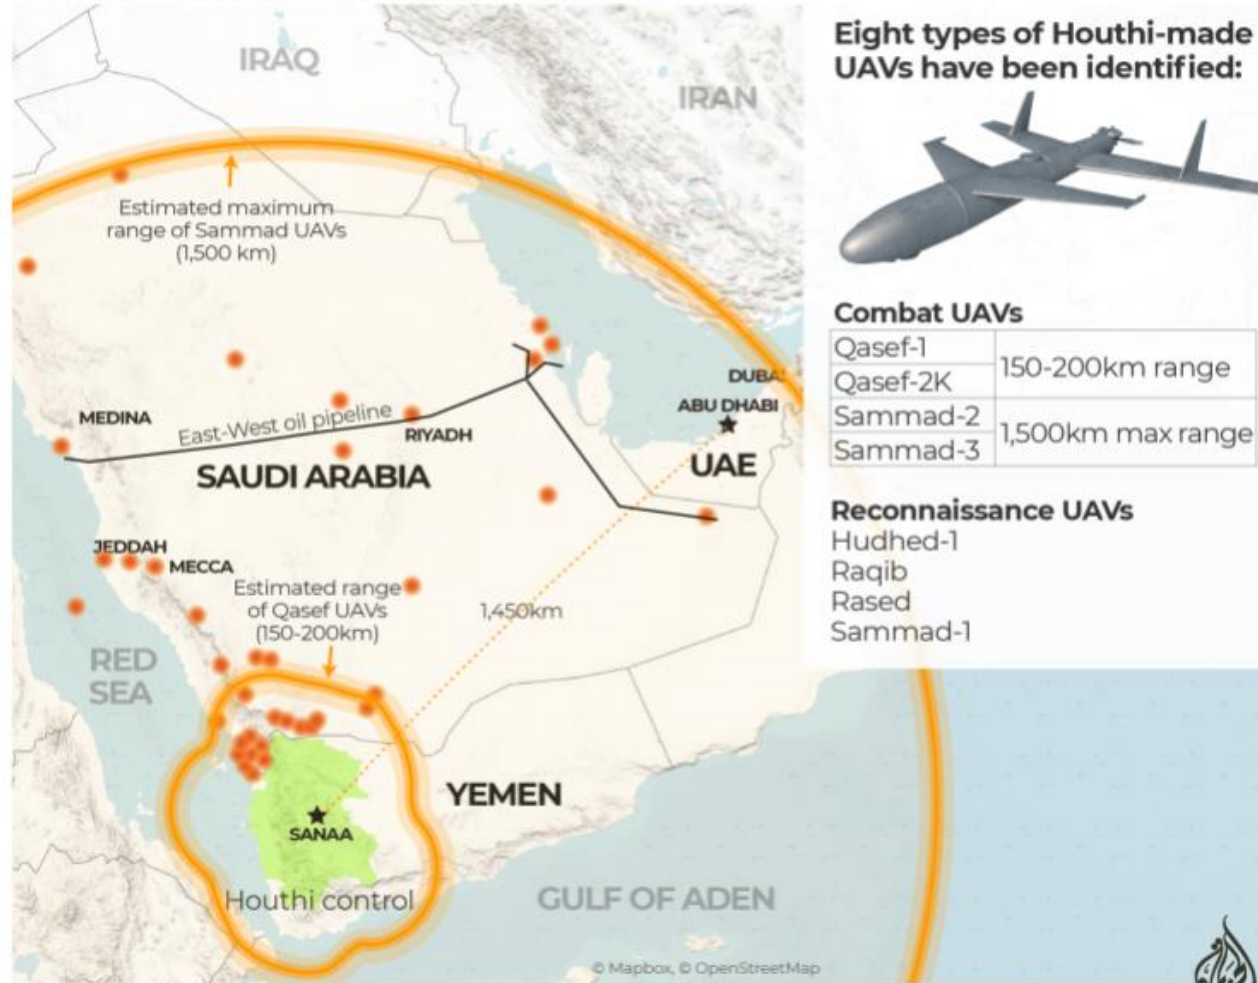 IRAQ
IRAN
Estimated maximum
range of Sammad UAVs
(1,500 km)
MEDINA
East-West oil pipeline
RIYADH
SAUDI ARABIA
DUBA
ABU DHABI
UAE
JEDDAH
MECCA
Estimated range
of Qasef UAVs
(150-200km)
1,450km
RED
SEA
YEMEN
SANAA
Houthi control
GULF OF ADEN
© Mapbox, © OpenStreetMap
Eight types of Houthi-made
UAVs have been identified:
Combat UAVs
Qasef-1
Qasef-2K
150-200km range
Sammad-2
Sammad-3
1,500km max range
Reconnaissance UAVs
Hudhed-1
Raqib
Rased
Sammad-1